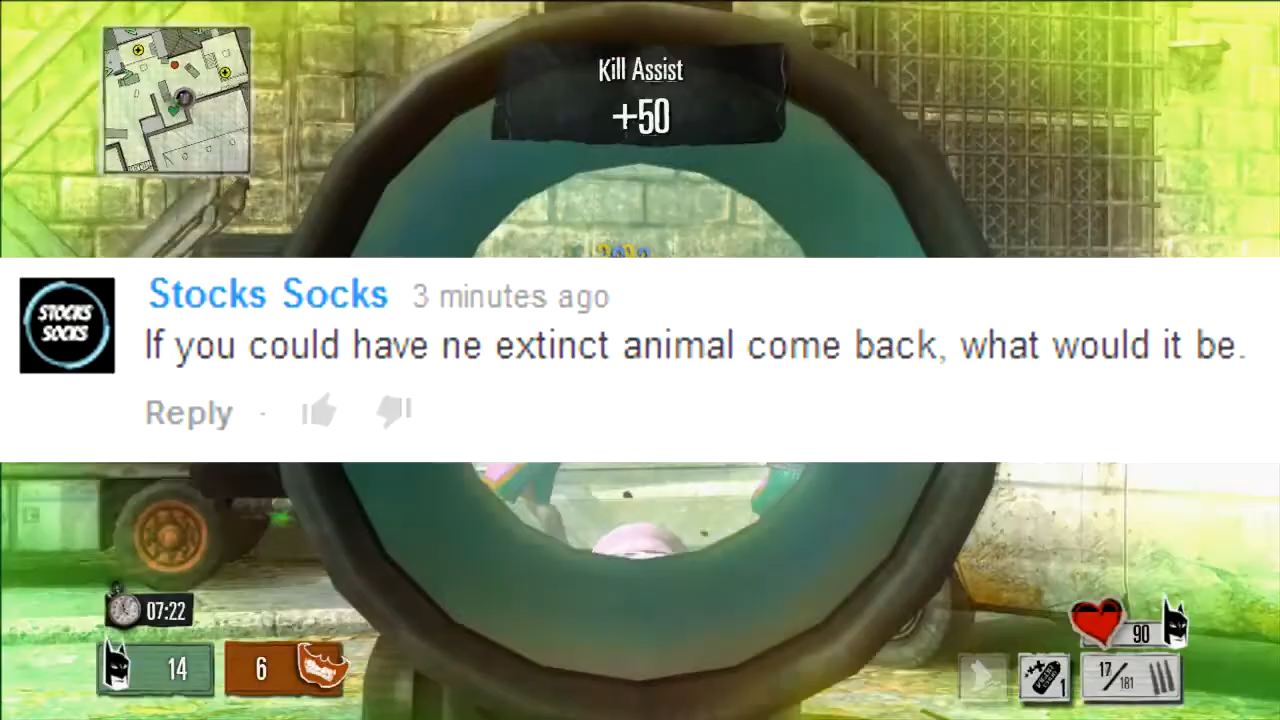 Kill Assist
+50
STOCKS
SOCKS
Stocks Socks 3 minutes ago
If you could have ne extinct animal come back, what would it be.
Reply ·
07:22
14 6
90
1
17/181